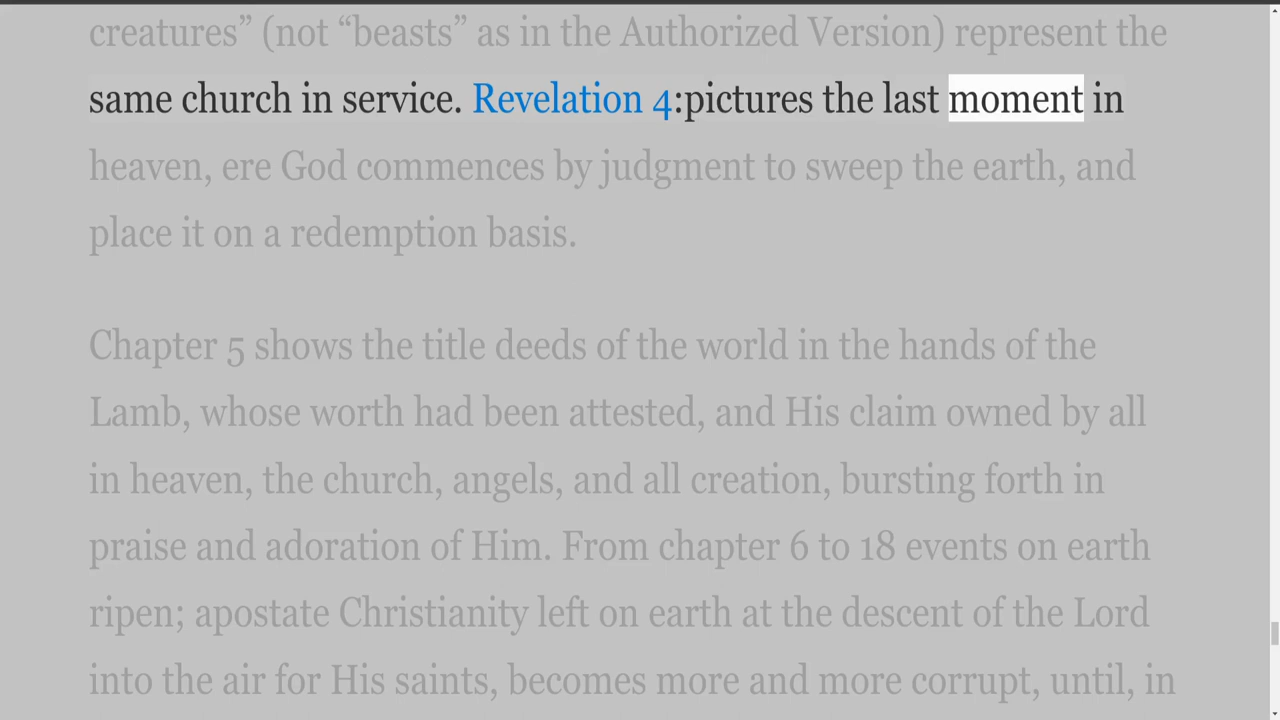 creatures” (not “beasts” as in the Authorized Version) represent the
same church in service. Revelation 4:pictures the last moment in
heaven, ere God commences by judgment to sweep the earth, and
place it on a redemption basis.
Chapter 5 shows the title deeds of the world in the hands of the
Lamb, whose worth had been attested, and His claim owned by all
in heaven, the church, angels, and all creation, bursting forth in
praise and adoration of Him. From chapter 6 to 18 events on earth
ripen; apostate Christianity left on earth at the descent of the Lord
into the air for His saints, becomes more and more corrupt, until, in